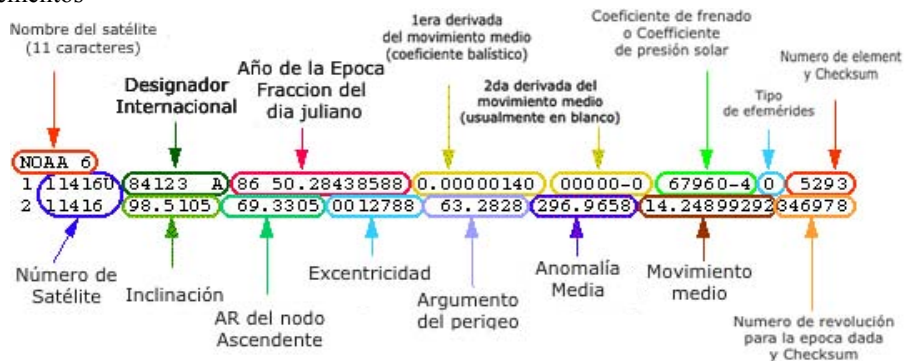 ementos
Nombre del satélite
(11 caracteres)
Designador
Internacional
Año de la Epoca
Fraccion del
dia juliano
1era derivada
del movimiento medio
(coeficiente balístico)
2da derivada del
movimiento medio
(usualmente en blanco)
Coeficiente de frenado
o Coefficiente
de presión solar
Tipo
de efemérides
Numero de element
y Checksum
NOAA 6
1 11416U 84123 A 86 50.28438588 0.00000140 00000-0 67960-4 0 5293
2 11416 98.5105 69.3305 0012788 63.2828 296.9658 14.24899292 346978
Número de
Satélite
Inclinación
AR del nodo
Ascendente
Excentricidad
Argumento
del perigeo
Anomalía
Media
Movimiento
medio
Numero de revolución
para la epoca dada
y Checksum